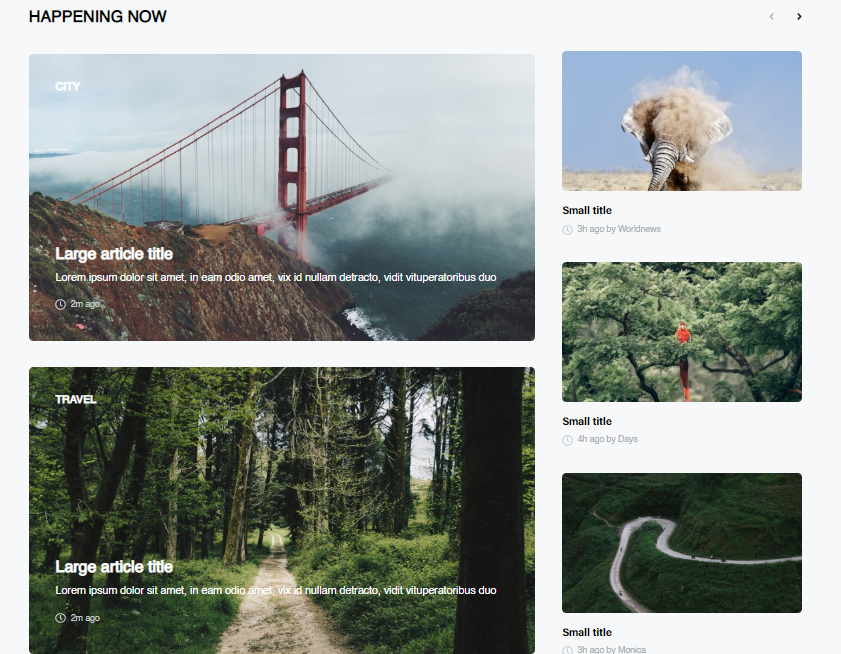 HAPPENING NOW
CITY
Large article title
Lorem ipsum dolor sit amet, in eam odio amet, vix id nullam detracto, vidit vituperatoribus duo
2m ago
TRAVEL
Large article title
Lorem ipsum dolor sit amet, in eam odio amet, vix id nullam detracto, vidit vituperatoribus duo
2m ago
Small title
3h ago by Worldnews
Small title
4h ago by Days
Small title
3h ago by Monica